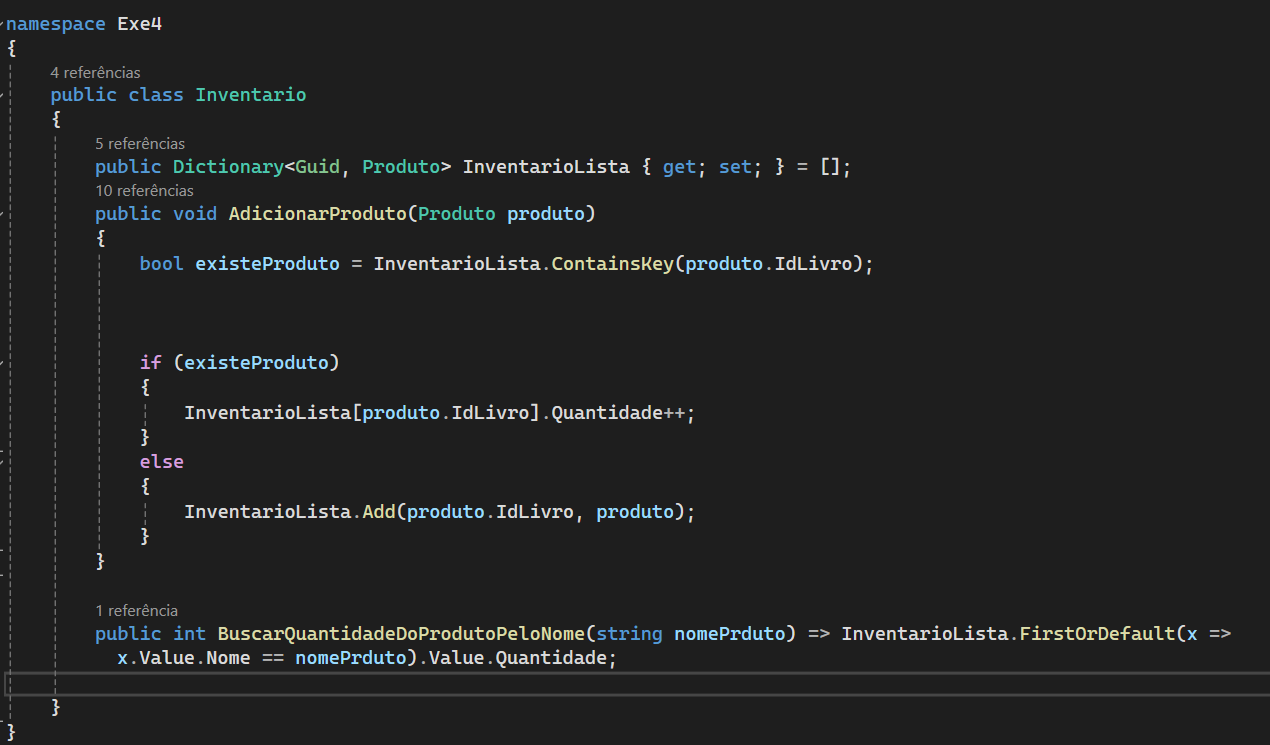 namespace Exe4
{
4 referências
public class Inventario
{
5 referências
public Dictionary<Guid, Produto> InventarioLista { get; set; } = [];
10 referências
public void AdicionarProduto(Produto produto)
{
bool existeProduto = InventarioLista.ContainsKey(produto.IdLivro);
if (existeProduto)
{
InventarioLista[produto.IdLivro].Quantidade++;
}
else
{
InventarioLista.Add(produto.IdLivro, produto);
}
}
1 referência
public int BuscarQuantidadeDoProdutoPeloNome(string nomePrduto) => InventarioLista.FirstOrDefault(x =>
x.Value.Nome == nomePrduto).Value.Quantidade;
}
}